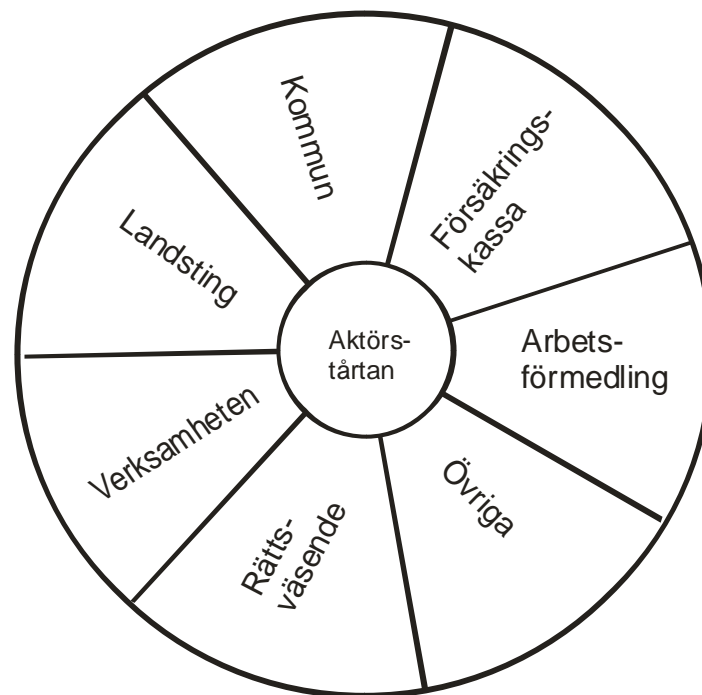 Kommun
Försäkrings-
kassa
Landsting
Aktörs-
tårtan
Arbets-
förmedling
Verksamheten
Övriga
Rätts-
väsende